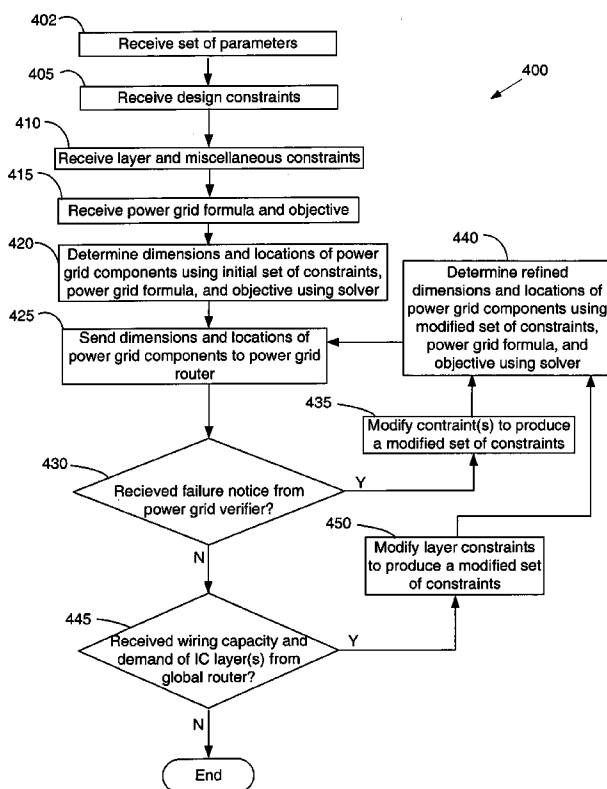 402
Receive set of parameters
405
400
Receive design constraints
410
Receive layer and miscellaneous constraints
415
Receive power grid formula and objective
420
Determine dimensions and locations of power
grid components using initial set of constraints,
power grid formula, and objective using solver
440
Determine refined
dimensions and locations of
power grid components using
modified set of constraints,
power grid formula, and
objective using solver
425
Send dimensions and locations of
power grid components to power grid
router
435
Modify contraint(s) to produce
a modified set of constraints
430
Recieved failure notice from
power grid verifier?
Y
N
450
Modify layer constraints
to produce a modified set
of constraints
445
Received wiring capacity and
demand of IC layer(s) from
global router?
Y
N
End